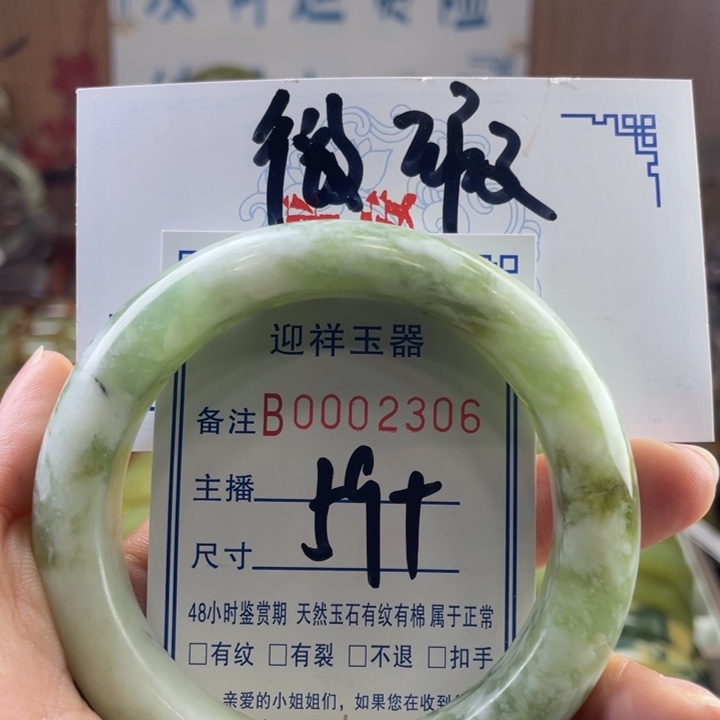 微瑕
迎祥玉器
备注B0002306
主播
59+
尺寸
48小时鉴赏期 天然玉石有纹有棉属于正常
□有纹 □有裂 □不退 □扣手
亲爱的小姐姐们，如果您在收到